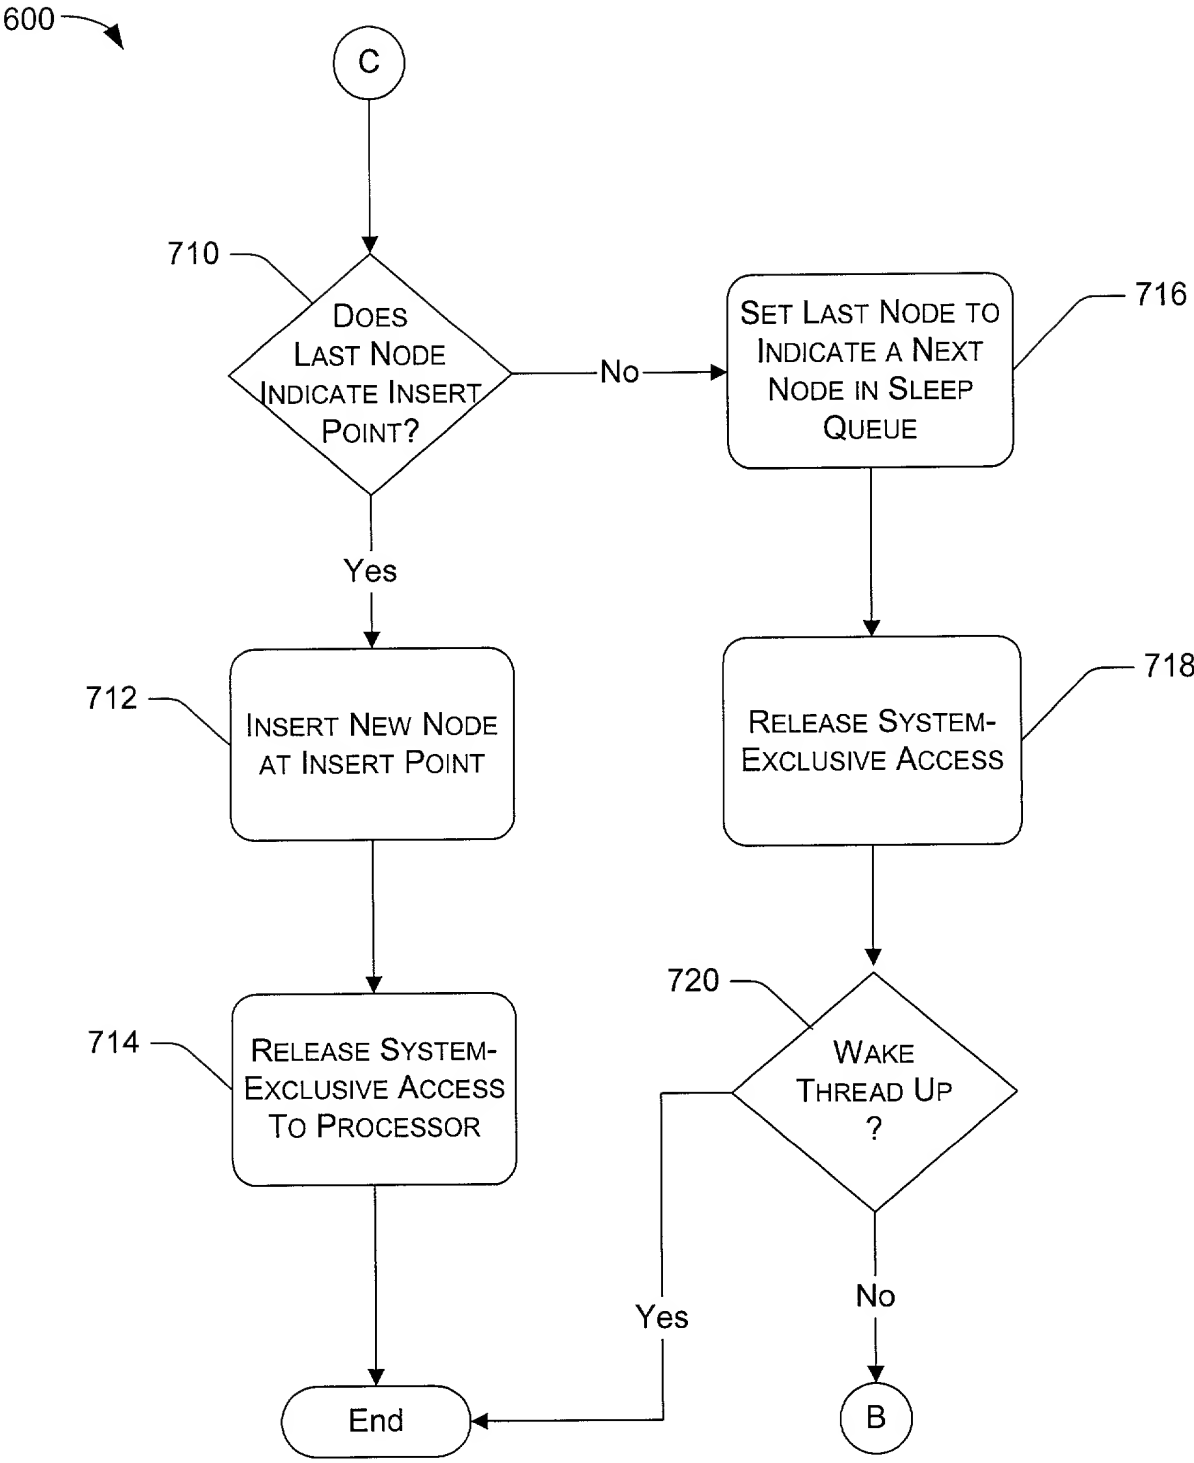 600
C
710
DOES
LAST NODE
INDICATE INSERT
POINT?
No
SET LAST NODE TO
INDICATE A NEXT
NODE IN SLEEP
QUEUE
716
Yes
712
INSERT NEW NODE
AT INSERT POINT
RELEASE SYSTEM-
EXCLUSIVE ACCESS
718
714
RELEASE SYSTEM-
EXCLUSIVE ACCESS
TO PROCESSOR
720
WAKE
THREAD UP
?
Yes
No
End
B